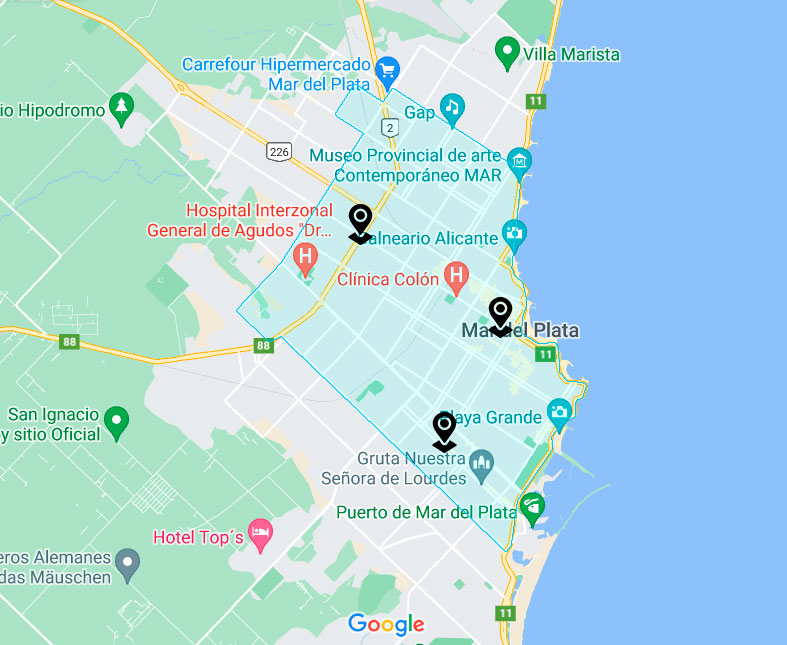 Villa Marista
Carrefour Hipermercado
Mar del Plata
11
io Hipodromo
Gap
2
226
Museo Provincial de arte
Contemporáneo MAR
Hospital Interzonal
General de Agudos "Dr...
H
alneario Alicante
Clínica Colón
H
Mar del Plata
88
88
11
San Ignacio
y sitio Oficial
laya Grande
Gruta Nuestra
Señora de Lourdes
Puerto de Mar del Plata
Hotel Top´s
eros Alemanes
das Mäuschen
11
Google